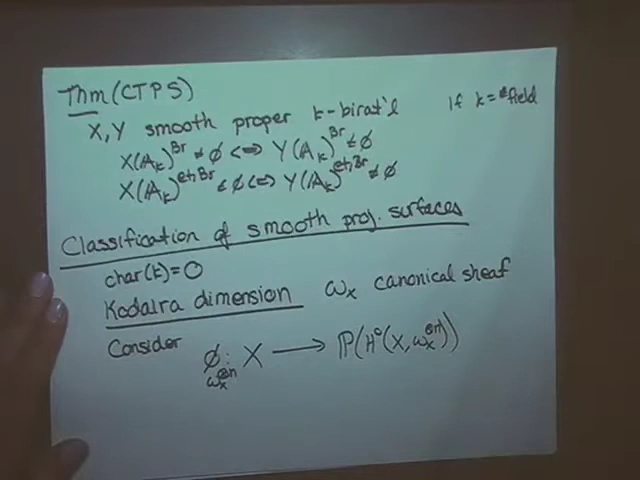 Thm (CTPS)
X, Y smooth proper k-birat'l if k = #field
X(𝔸_k)^Br ≠ ∅ <=> Y(𝔸_k)^Br ≠ ∅
X(𝔸_k)^et,Br ≠ ∅ <=> Y(𝔸_k)^et,Br ≠ ∅
Classification of smooth proj. surfaces
char(k) = 0
Kodaira dimension ω_X canonical sheaf
Consider ϕ_{ω_X^{⊗n}}: X ⟶ ℙ(H^0(X, ω_X^{⊗n}))